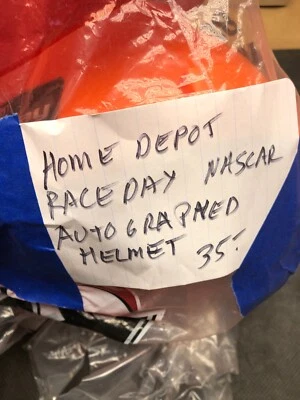 HOME DEPOT
RACE DAY NASCAR
AUTOGRAPHED
HELMET 35.-